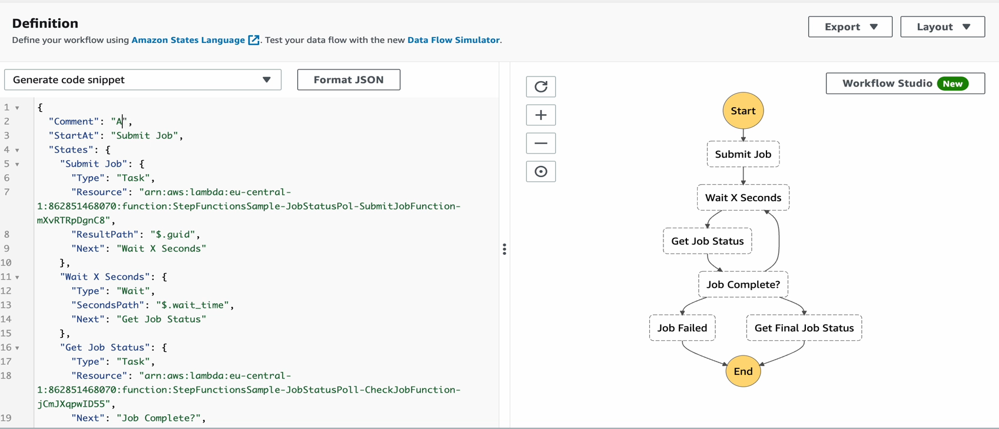 Definition
Export
Layout
Define your workflow using Amazon States Language. Test your data flow with the new Data Flow Simulator.
Generate code snippet
Format JSON
1 {
2 "Comment": "A",
3 "StartAt": "Submit Job",
4 "States": {
5 "Submit Job": {
6 "Type": "Task",
7 "Resource": "arn:aws:lambda:eu-central-
1:862851468070:function:StepFunctionsSample-JobStatusPol-SubmitJobFunction-
mXvRTRpDgnC8",
8 "ResultPath": "$.guid",
9 "Next": "Wait X Seconds"
10 },
11 "Wait X Seconds": {
12 "Type": "Wait",
13 "SecondsPath": "$.wait_time",
14 "Next": "Get Job Status"
15 },
16 "Get Job Status": {
17 "Type": "Task",
18 "Resource": "arn:aws:lambda:eu-central-
1:862851468070:function:StepFunctionsSample-JobStatusPoll-CheckJobFunction-
jCmJXqpwID55",
19 "Next": "Job Complete?",
Workflow Studio New
Start
Submit Job
Wait X Seconds
Get Job Status
Job Complete?
Job Failed
Get Final Job Status
End